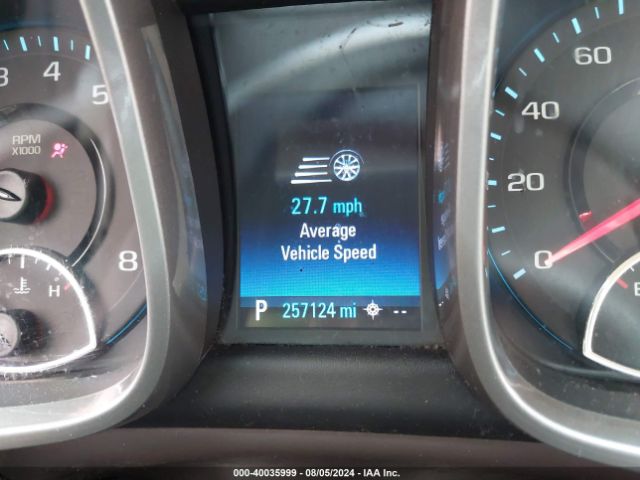 3 4 5
RPM
X1000
8
H
27.7 mph
Average
Vehicle Speed
P 257124 mi --
60
40
20
0
E
000-40035999 - 08/05/2024 - IAA Inc.